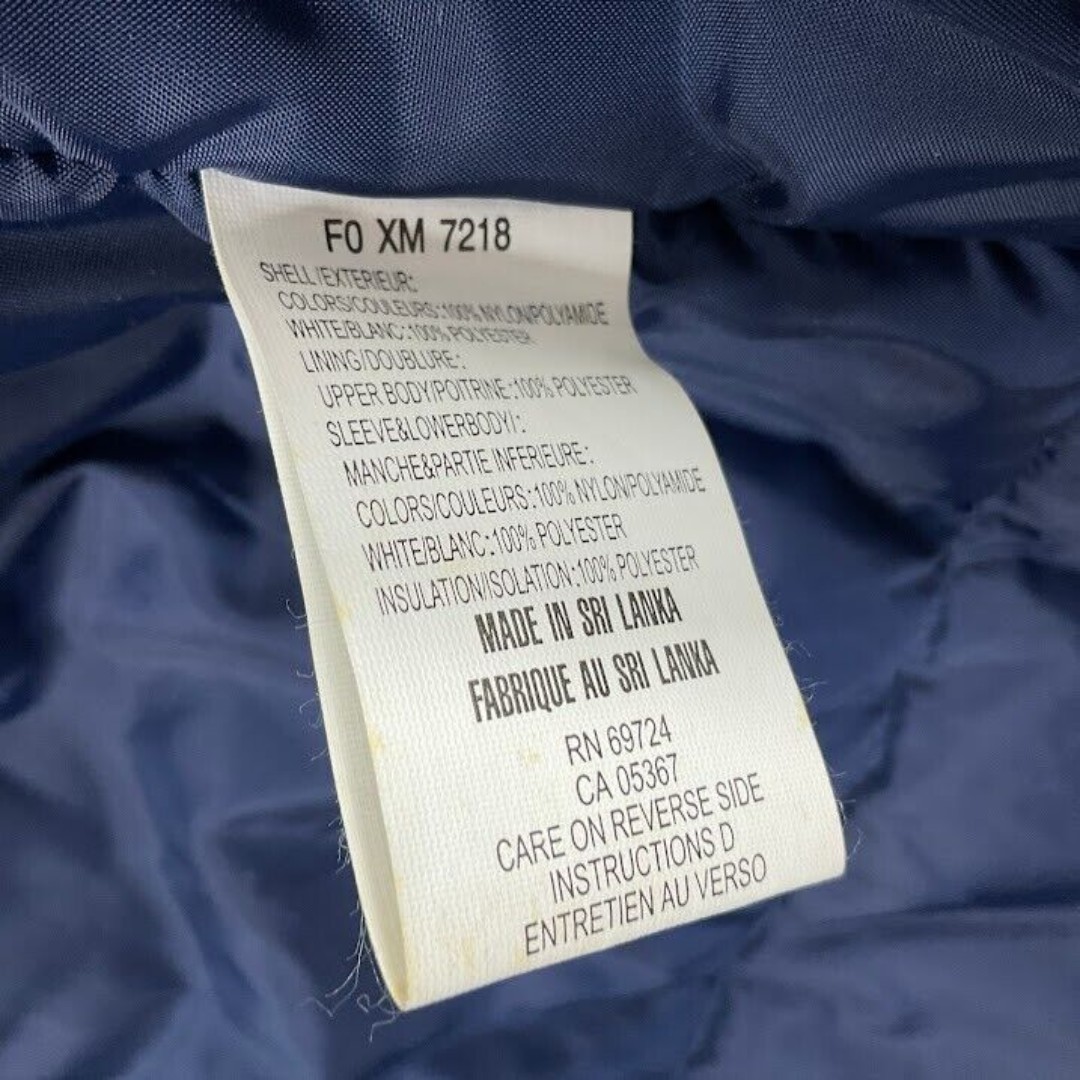 F0 XM 7218
SHELL/EXTERIEUR:
COLORS/COULEURS:100% NYLON/POLYAMIDE
WHITE/BLANC:100% POLYESTER
LINING/DOUBLURE:
UPPER BODY/POITRINE:100% POLYESTER
SLEEVE&LOWERBODY/:
MANCHE&PARTIE INFERIEURE:
COLORS/COULEURS:100% NYLON/POLYAMIDE
WHITE/BLANC:100% POLYESTER
INSULATION/ISOLATION:100% POLYESTER
MADE IN SRI LANKA
FABRIQUE AU SRI LANKA
RN 69724
CA 05367
CARE ON REVERSE SIDE
INSTRUCTIONS D
ENTRETIEN AU VERSO